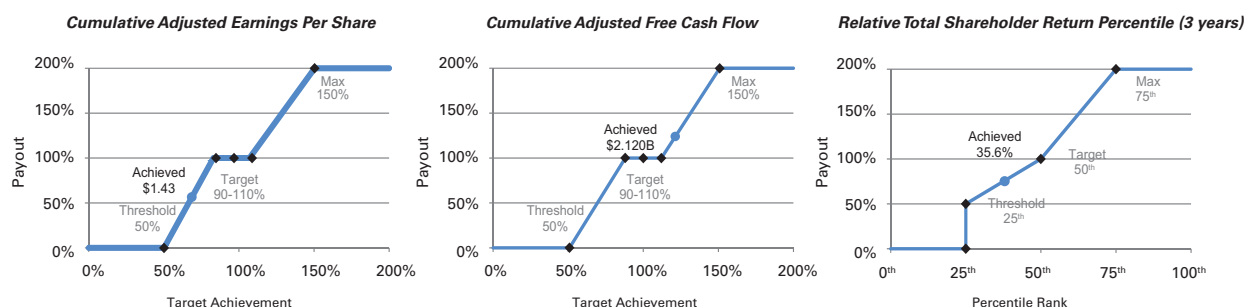 Cumulative Adjusted Earnings Per Share
200%
150%
100%
50%
0%
Payout
Max
150%
Achieved
$1.43
Target
90-110%
Threshold
50%
0%
50%
100%
150%
200%
Target Achievement
Cumulative Adjusted Free Cash Flow
200%
150%
100%
50%
0%
Payout
Max
150%
Achieved
$2.120B
Target
90-110%
Threshold
50%
0%
50%
100%
150%
200%
Target Achievement
Relative Total Shareholder Return Percentile (3 years)
200%
150%
100%
50%
0%
Payout
Max
75th
Achieved
35.6%
Target
50th
Threshold
25th
0th
25th
50th
75th
100th
Percentile Rank